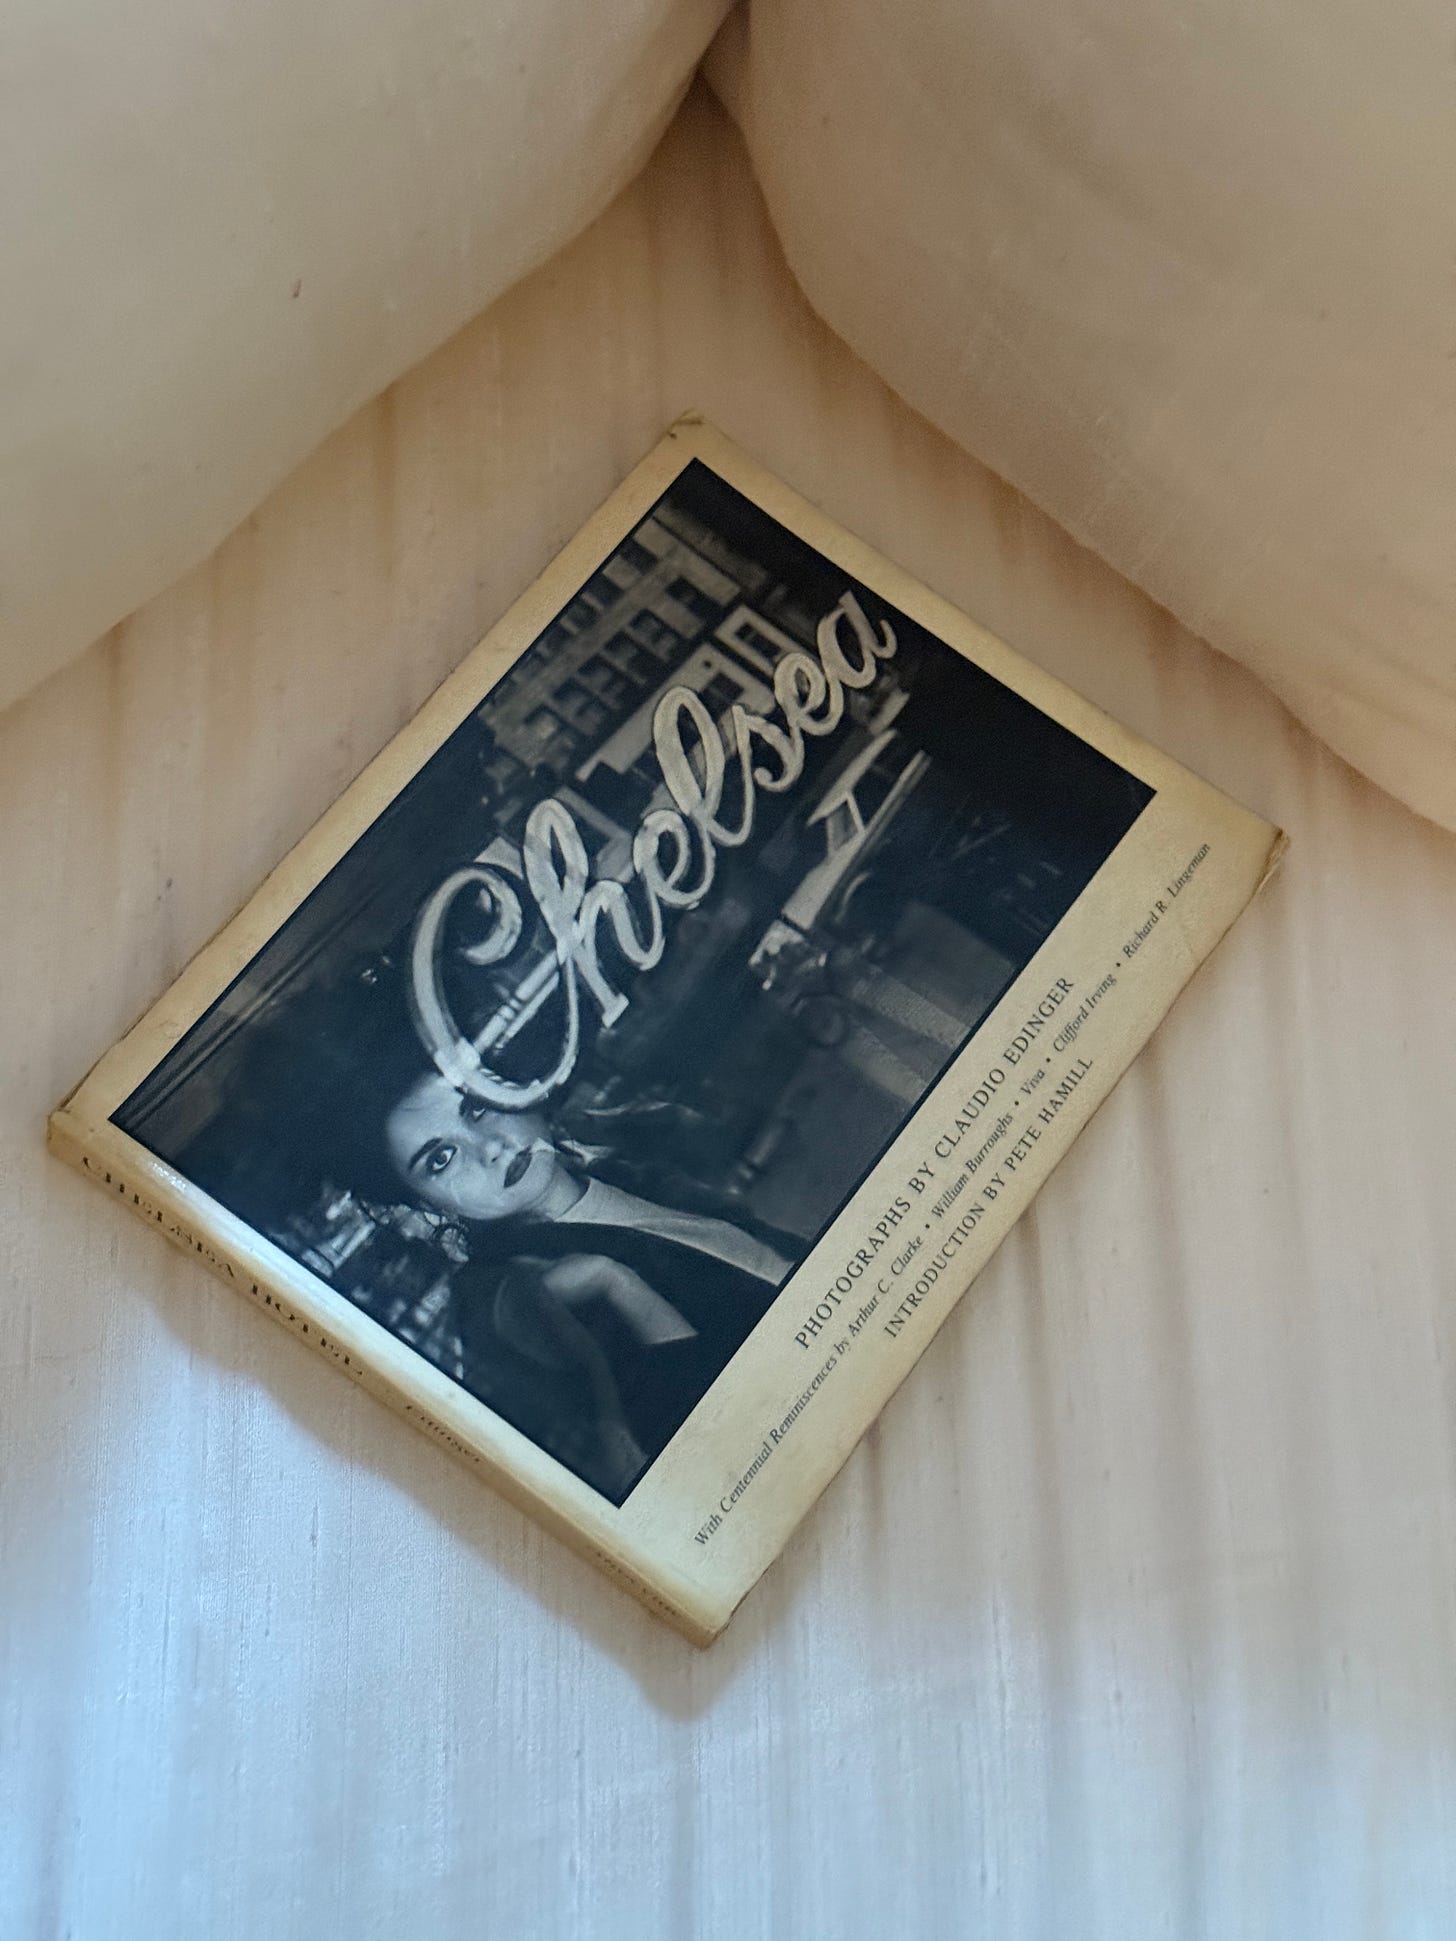 Chelsea
PHOTOGRAPHS BY CLAUDIO EDINGER
With Centennial Reminiscences by Arthur C. Clarke • William Burroughs • Viva • Clifford Irving • Richard R. Lingeman
INTRODUCTION BY PETE HAMILL
CHELSEA HOTEL
Edinger